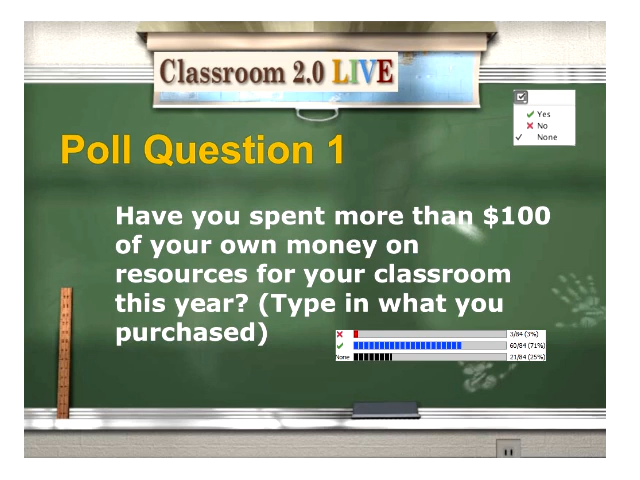 Classroom 2.0 LIVE
Yes
No
None
Poll Question 1
Have you spent more than $100
of your own money on
resources for your classroom
this year? (Type in what you
purchased)
3/84 (3%)
60/84 (71%)
None 21/84 (25%)